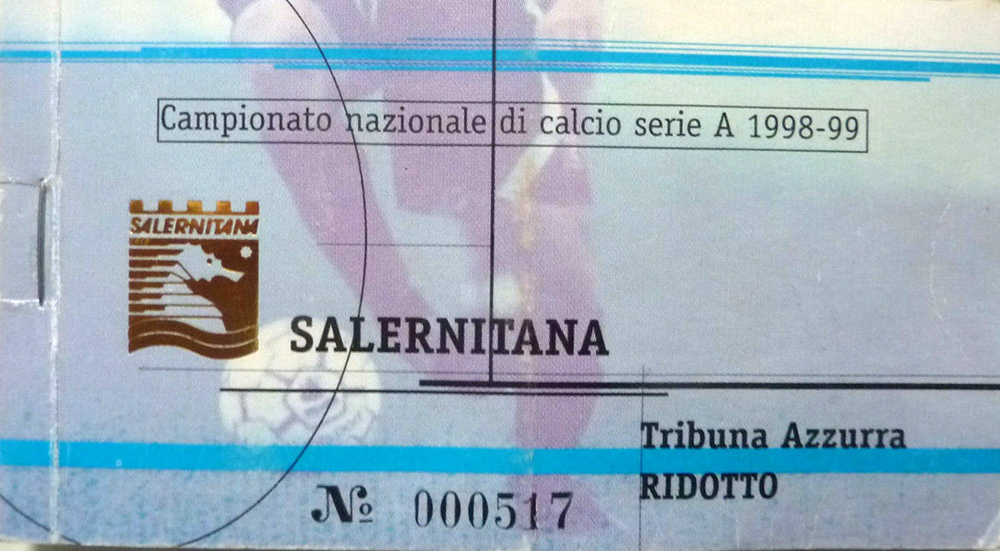 Campionato nazionale di calcio serie A 1998-99
SALERNITANA
SALERNITANA
Tribuna Azzurra
RIDOTTO
№ 000517